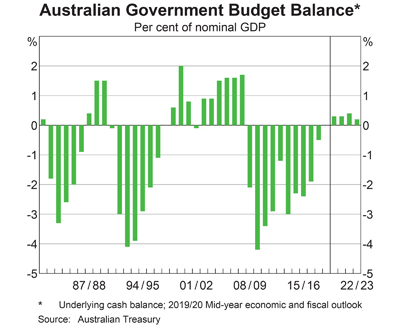 Australian Government Budget Balance*
Per cent of nominal GDP
% %
2 2
1 1
0 0
-1 -1
-2 -2
-3 -3
-4 -4
-5 -5
87/88 94/95 01/02 08/09 15/16 22/23
* Underlying cash balance; 2019/20 Mid-year economic and fiscal outlook
Source: Australian Treasury